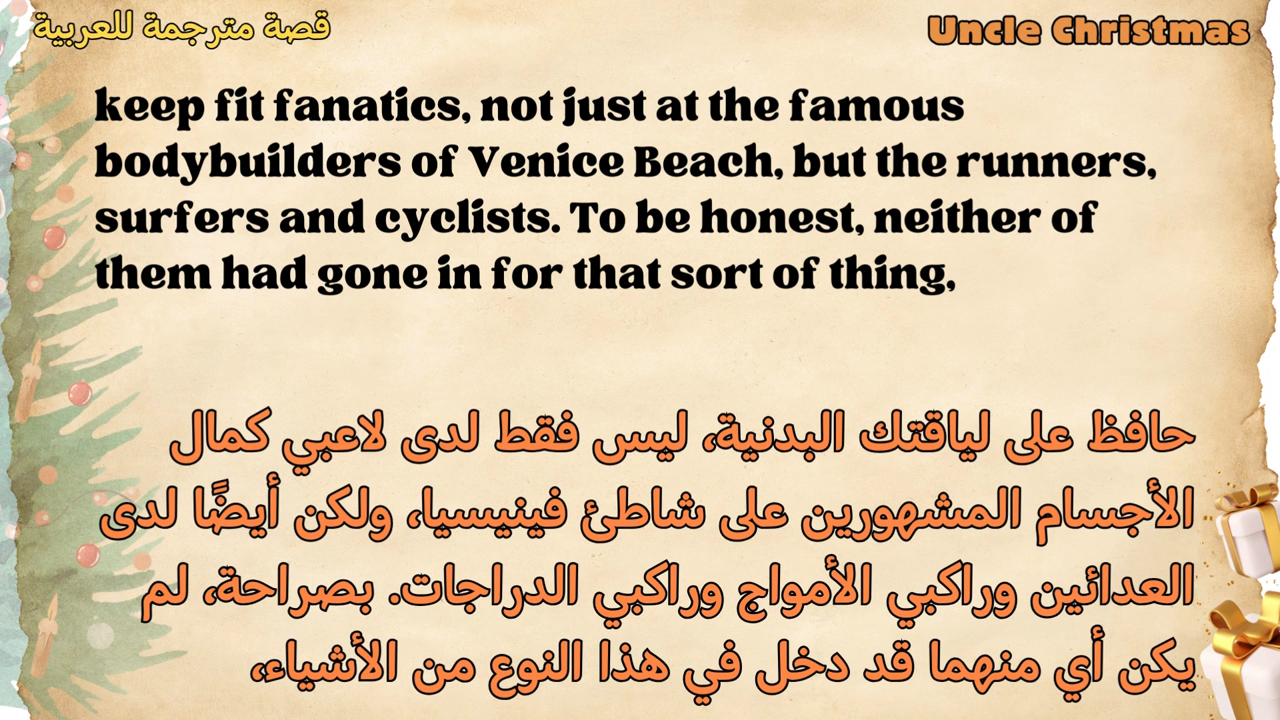 قصة مترجمة للعربية
Uncle Christmas
keep fit fanatics, not just at the famous
bodybuilders of Venice Beach, but the runners,
surfers and cyclists. To be honest, neither of
them had gone in for that sort of thing,
حافظ على لياقتك البدنية، ليس فقط لدى لاعبي كمال
الأجسام المشهورين على شاطئ فينيسيا، ولكن أيضًا لدى
العدائين وراكبي الأمواج وراكبي الدراجات. بصراحة، لم
يكن أي منهما قد دخل في هذا النوع من الأشياء،